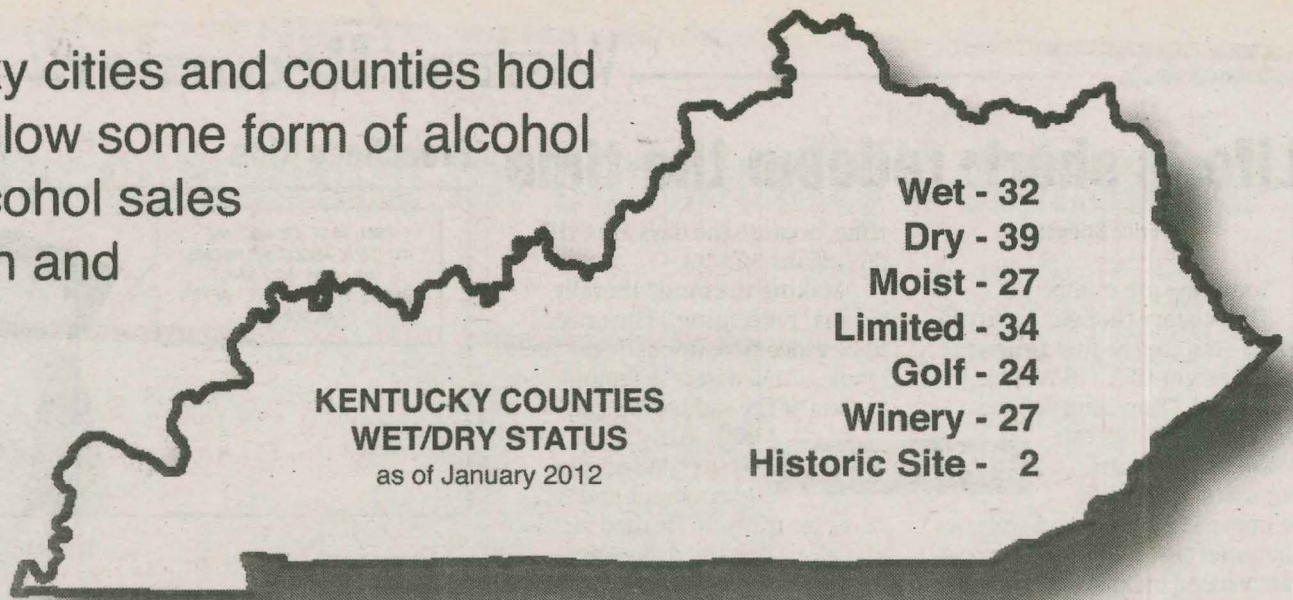 y cities and counties hold
low some form of alcohol
cohol sales
n and
Wet - 32
Dry - 39
Moist - 27
Limited - 34
Golf - 24
Winery - 27
Historic Site - 2
KENTUCKY COUNTIES
WET/DRY STATUS
as of January 2012